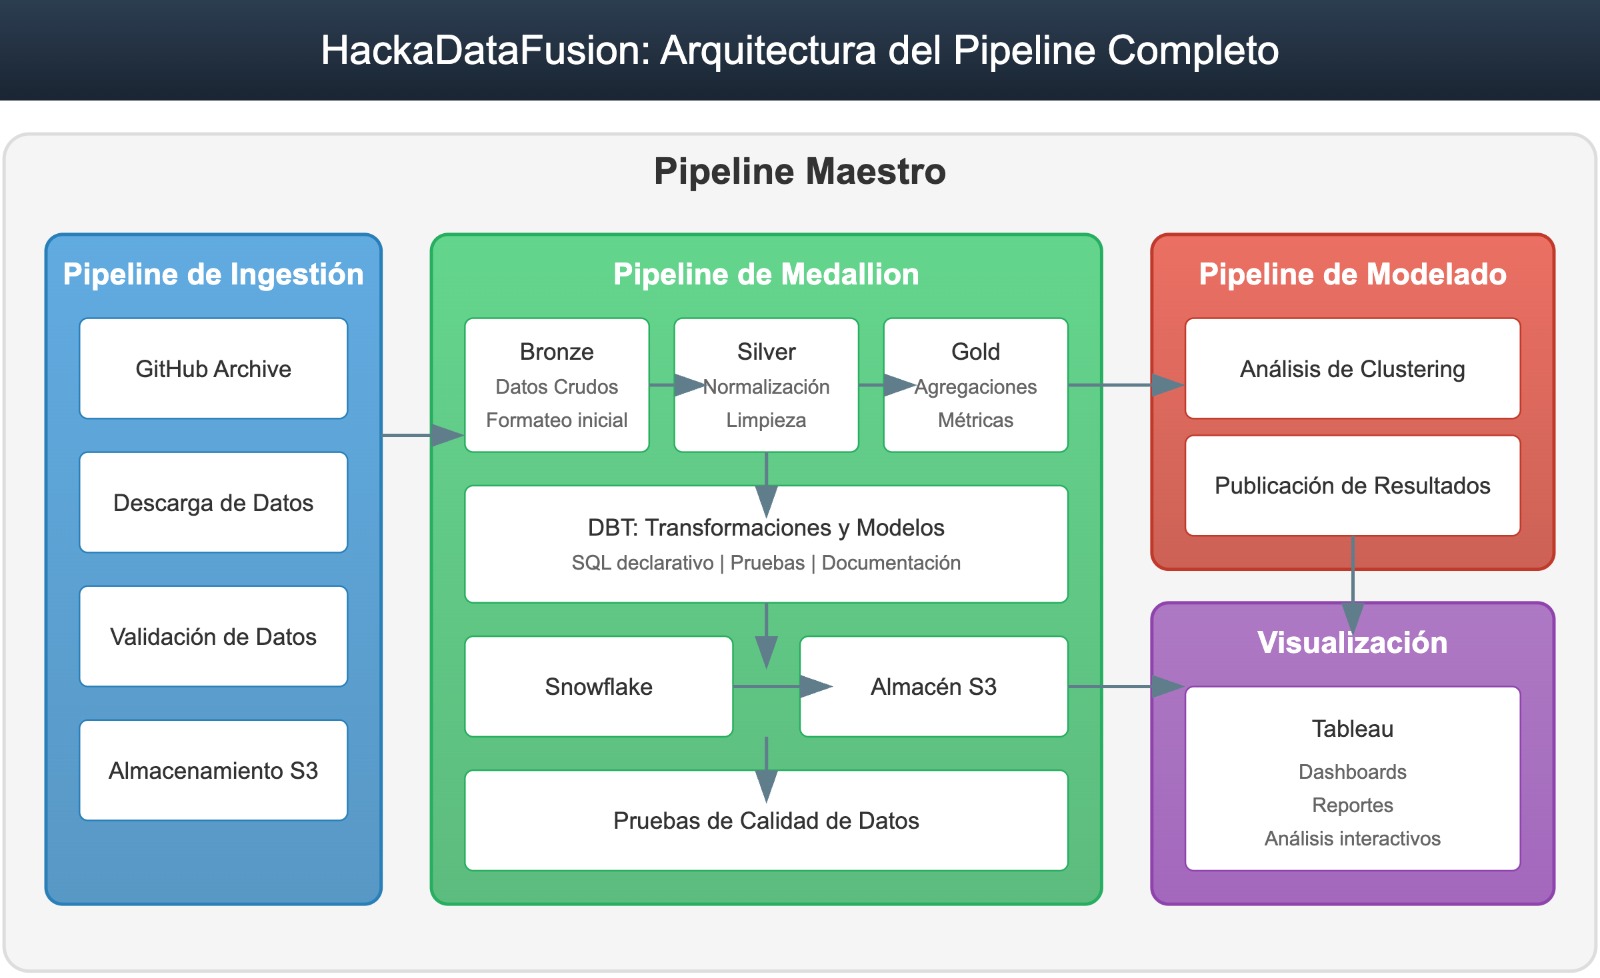 HackaDataFusion: Arquitectura del Pipeline Completo
Pipeline Maestro
Pipeline de Ingestión
GitHub Archive
Descarga de Datos
Validación de Datos
Almacenamiento S3
Pipeline de Medallion
Bronze
Datos Crudos
Formateo inicial
Silver
Normalización
Limpieza
Gold
Agregaciones
Métricas
DBT: Transformaciones y Modelos
SQL declarativo | Pruebas | Documentación
Snowflake
Almacén S3
Pruebas de Calidad de Datos
Pipeline de Modelado
Análisis de Clustering
Publicación de Resultados
Visualización
Tableau
Dashboards
Reportes
Análisis interactivos